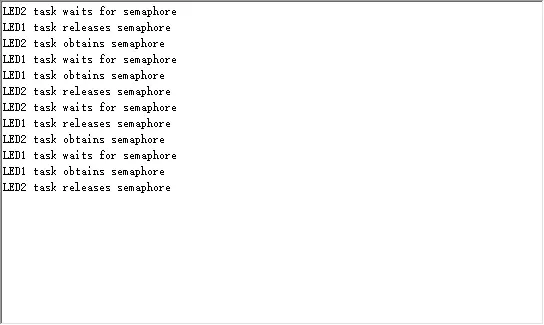 LED2 task waits for semaphore
LED1 task releases semaphore
LED2 task obtains semaphore
LED1 task waits for semaphore
LED1 task obtains semaphore
LED2 task releases semaphore
LED2 task waits for semaphore
LED1 task releases semaphore
LED2 task obtains semaphore
LED1 task waits for semaphore
LED1 task obtains semaphore
LED2 task releases semaphore